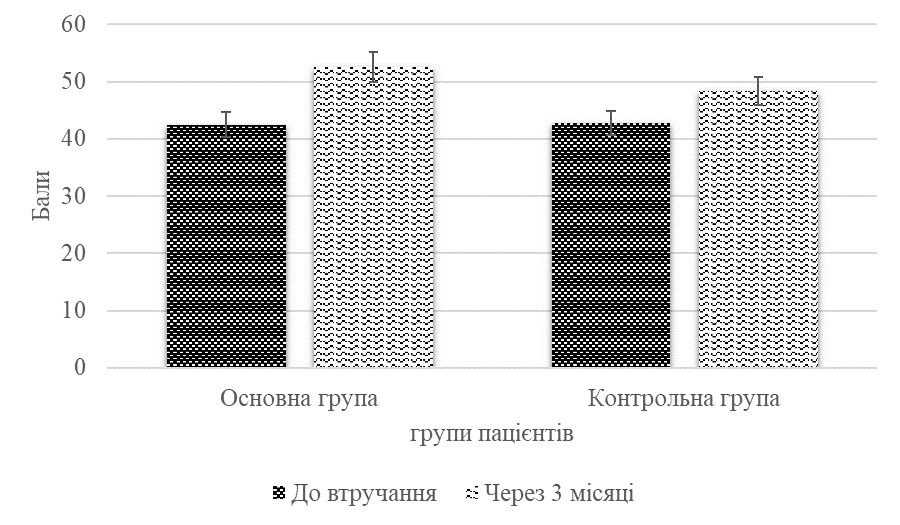 60
50
40
30
20
10
0
Бали
Основна група
Контрольна група
групи пацієнтів
До втручання
Через 3 місяці